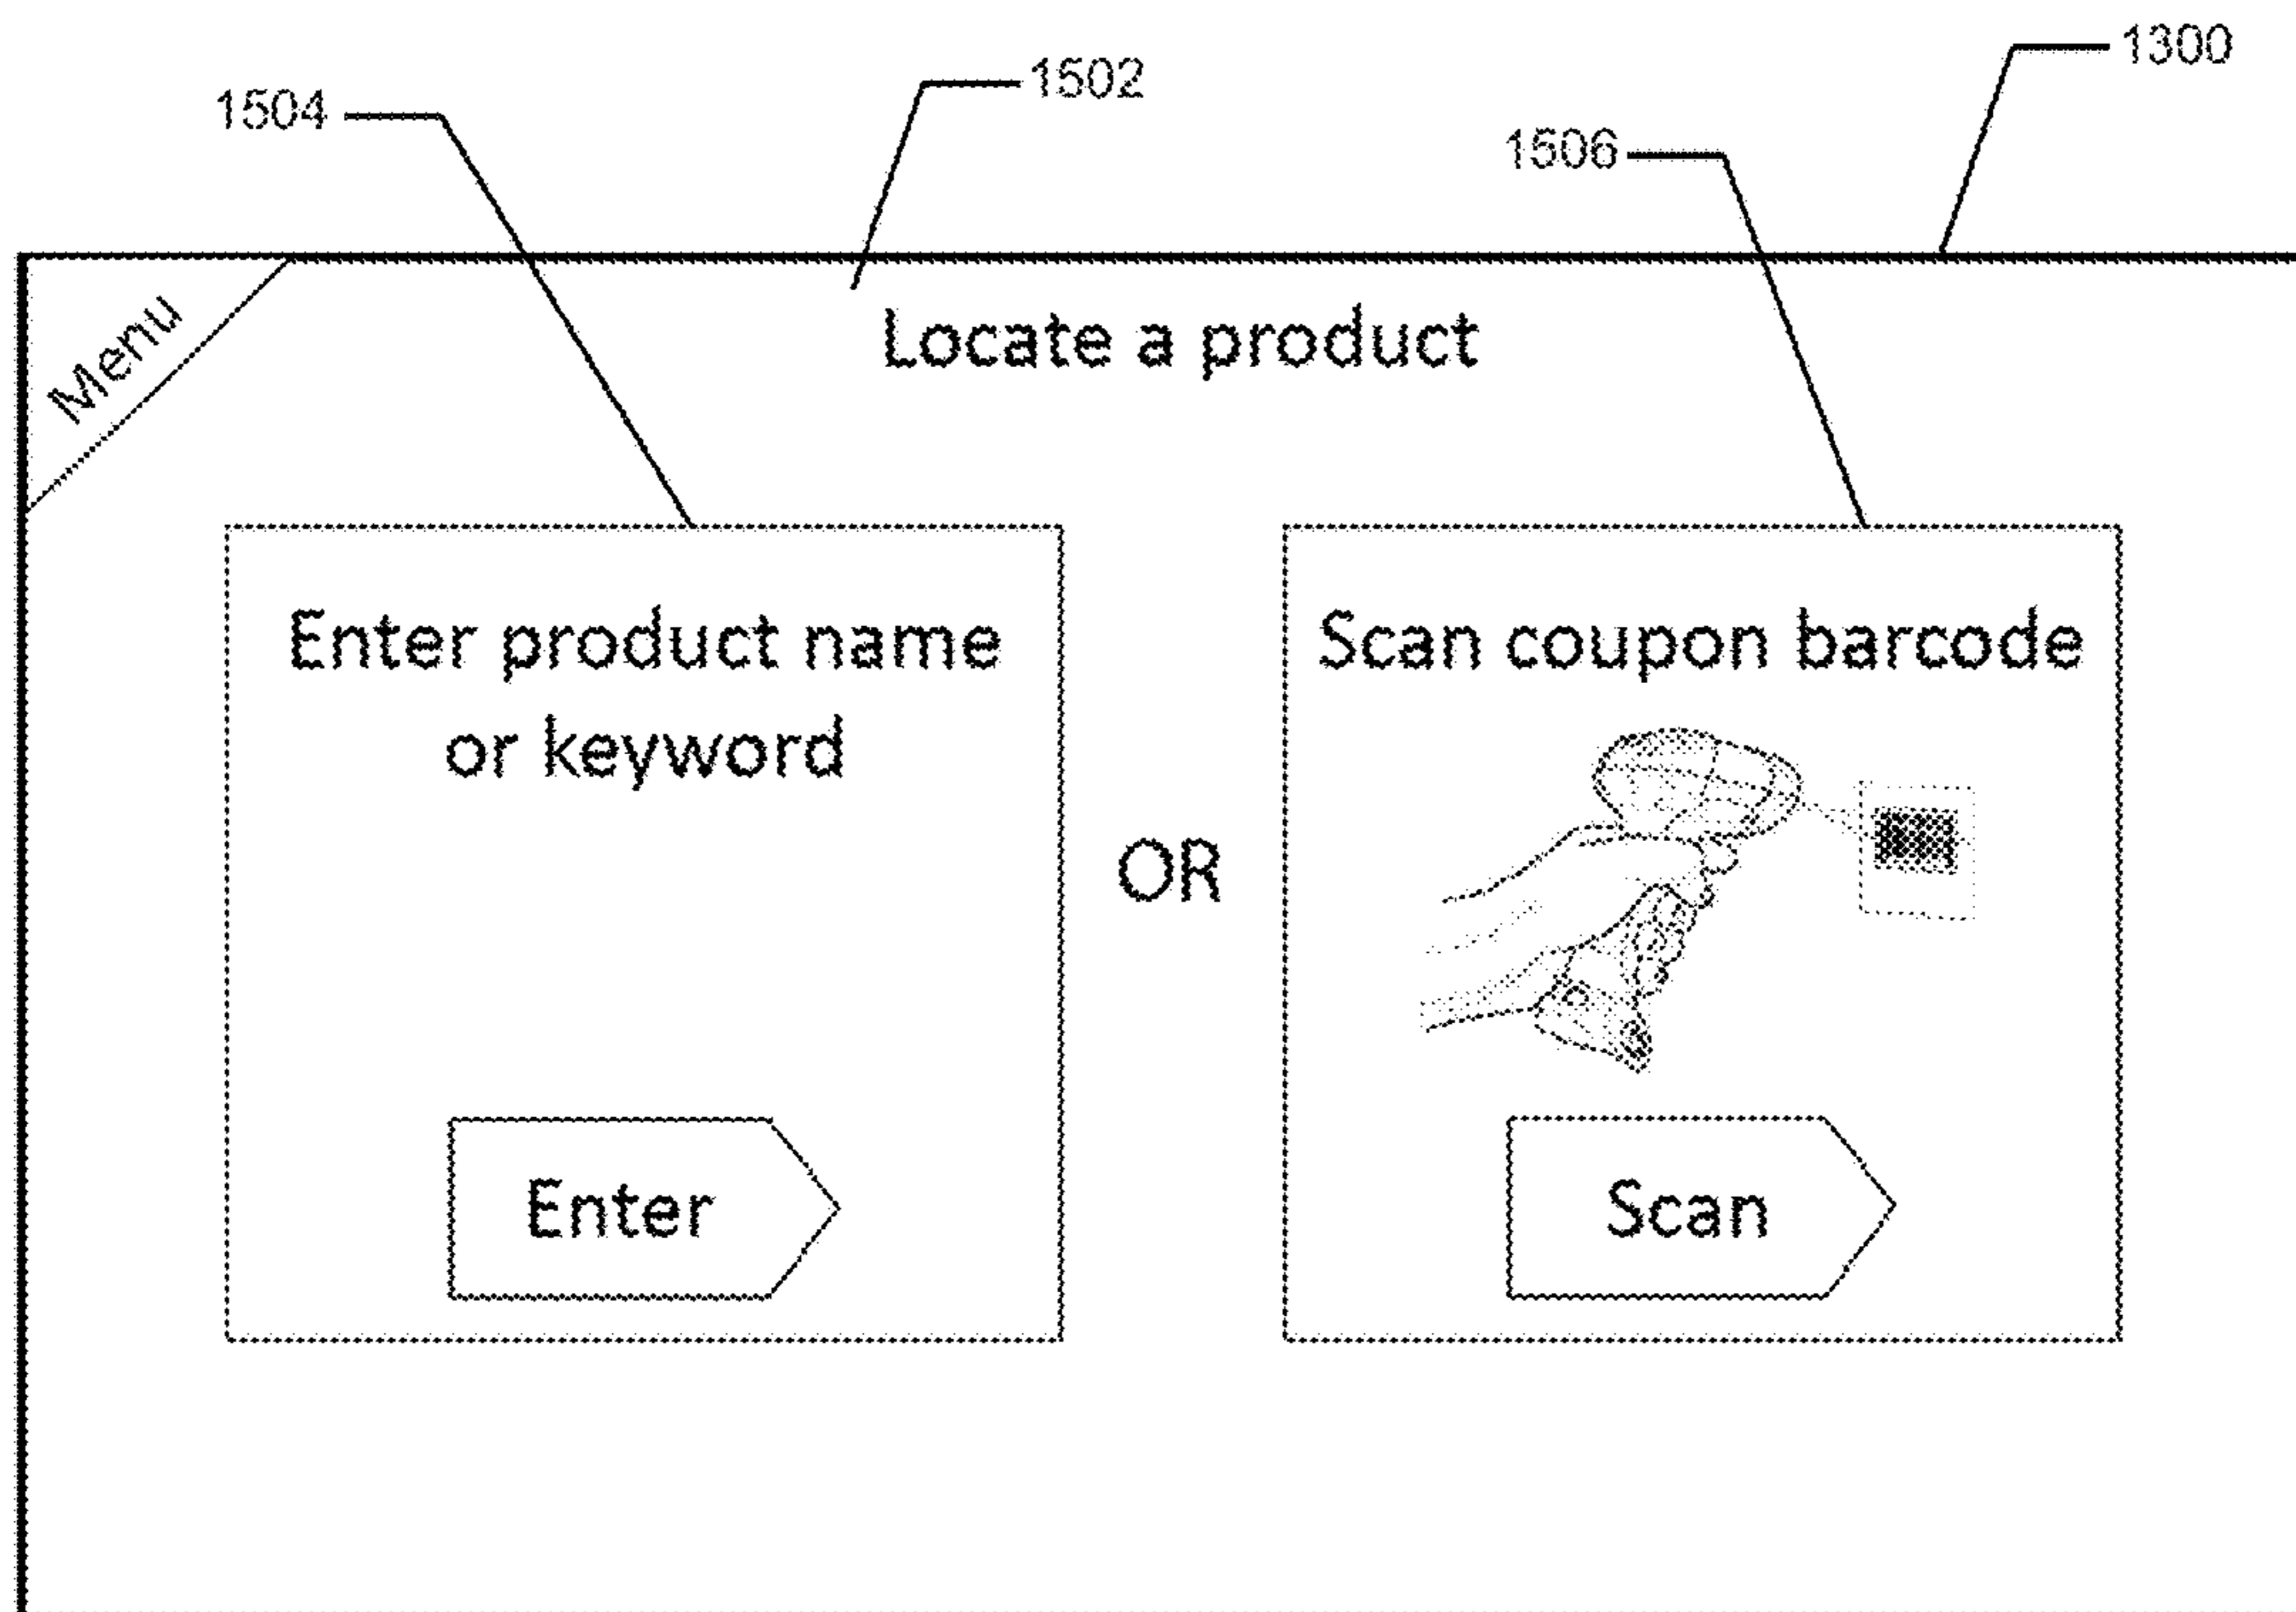 1300
1502
1504
1506
Menu
Locate a product
Enter product name
or keyword
Enter
OR
Scan coupon barcode
Scan